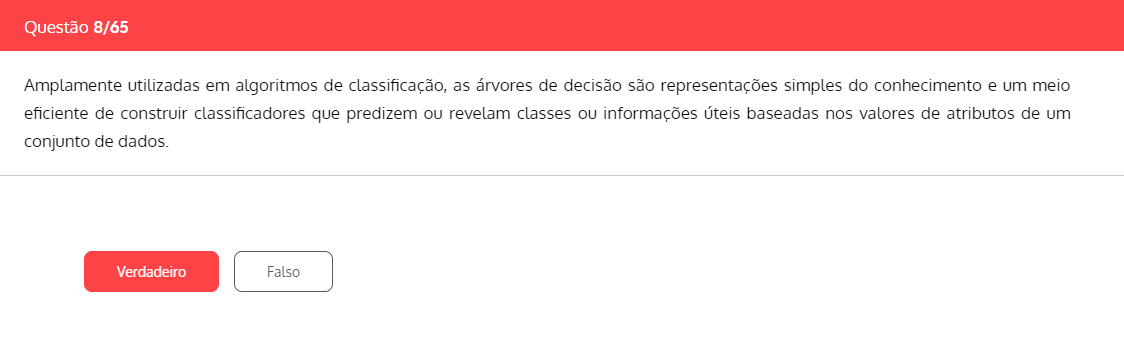 Questão 8/65
Amplamente utilizadas em algoritmos de classificação, as árvores de decisão são representações simples do conhecimento e um meio
eficiente de construir classificadores que predizem ou revelam classes ou informações úteis baseadas nos valores de atributos de um
conjunto de dados.
Verdadeiro
Falso